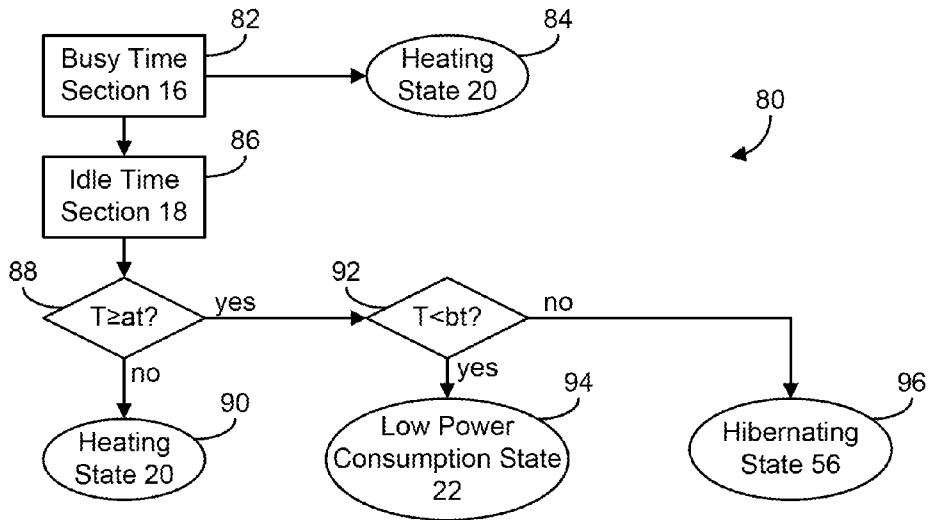 82
Busy Time
Section 16
84
Heating
State 20
80
86
Idle Time
Section 18
88
T≥at?
yes
no
92
T<bt?
no
yes
90
Heating
State 20
94
Low Power
Consumption State
22
96
Hibernating
State 56